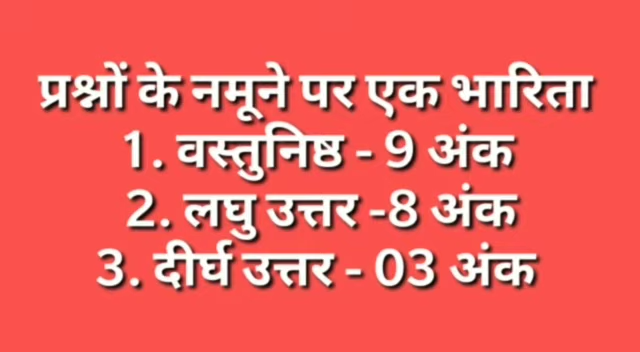 प्रश्नों के नमूने पर एक भारिता
1. वस्तुनिष्ठ - 9 अंक
2. लघु उत्तर -8 अंक
3. दीर्घ उत्तर - 03 अंक